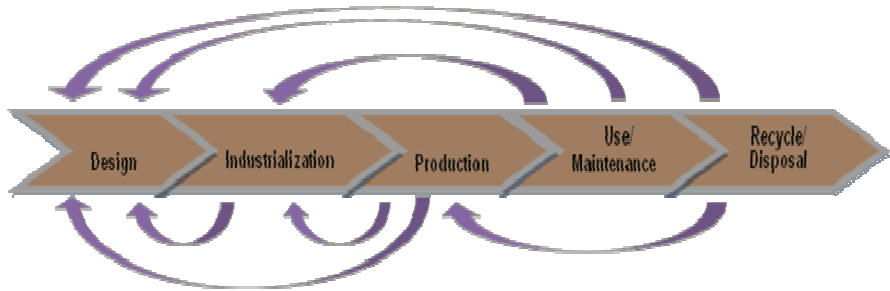 Design
Industrialization
Production
Use/
Maintenance
Recycle/
Disposal